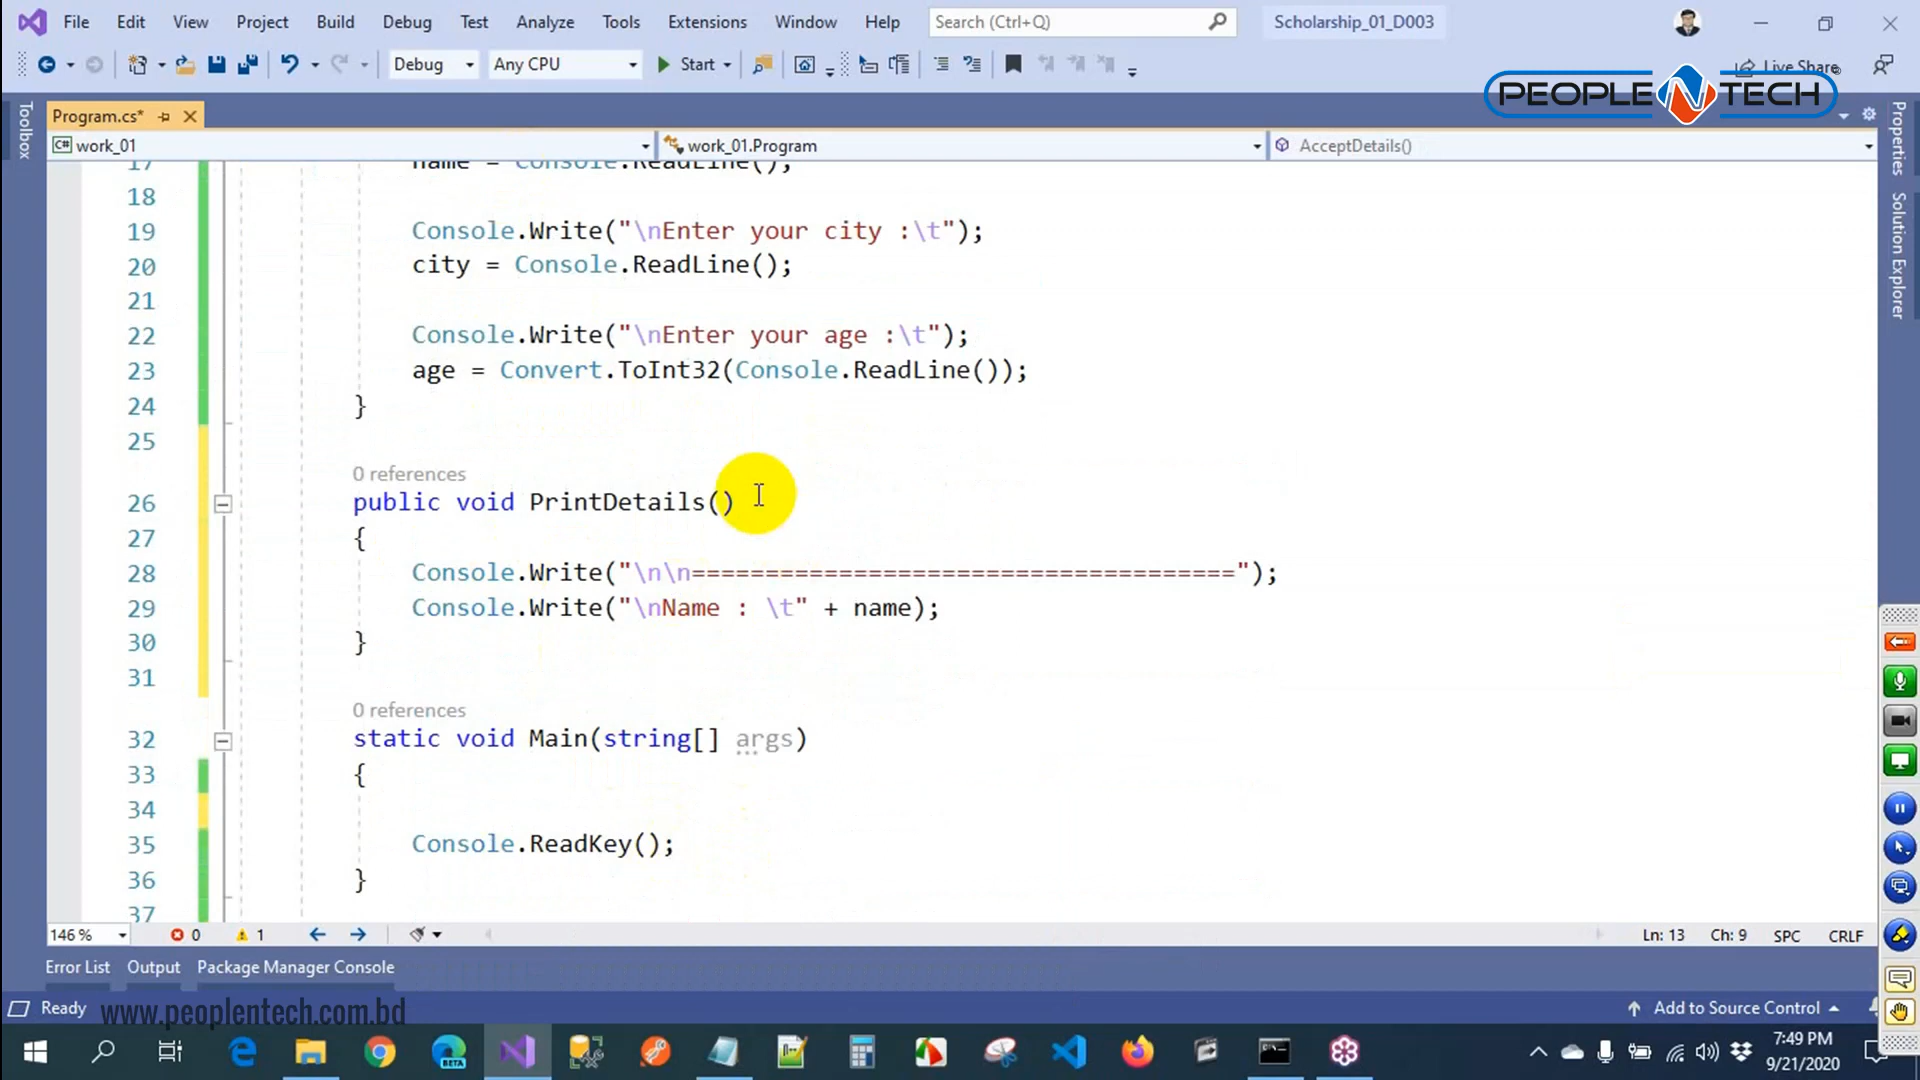 File Edit View Project Build Debug Test Analyze Tools Extensions Window Help Search (Ctrl+Q) Scholarship_01_D003
Debug Any CPU Start Live Share
PEOPLE N TECH
Toolbox
Program.cs*
C# work_01 work_01.Program AcceptDetails()
Properties
Solution Explorer
17 name = Console.ReadLine();
18
19 Console.Write("\nEnter your city :\t");
20 city = Console.ReadLine();
21
22 Console.Write("\nEnter your age :\t");
23 age = Convert.ToInt32(Console.ReadLine());
24 }
25
0 references
26 public void PrintDetails()
27 {
28 Console.Write("\n\n=====================================");
29 Console.Write("\nName : \t" + name);
30 }
31
0 references
32 static void Main(string[] args)
33 {
34
35 Console.ReadKey();
36 }
37
146 % 0 1 Ln: 13 Ch: 9 SPC CRLF
Error List Output Package Manager Console
Ready www.peoplentech.com.bd Add to Source Control
BETA
7:49 PM
9/21/2020